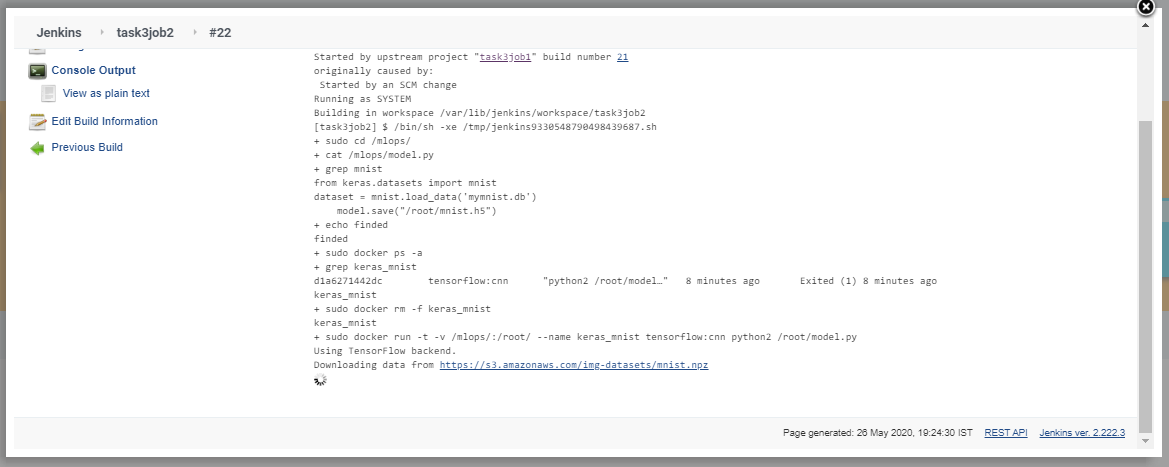 Jenkins task3job2 #22
Console Output
View as plain text
Edit Build Information
Previous Build
Started by upstream project "task3job1" build number 21
originally caused by:
 Started by an SCM change
Running as SYSTEM
Building in workspace /var/lib/jenkins/workspace/task3job2
[task3job2] $ /bin/sh -xe /tmp/jenkins9330548790498439687.sh
+ sudo cd /mlops/
+ cat /mlops/model.py
+ grep mnist
from keras.datasets import mnist
dataset = mnist.load_data('mymnist.db')
    model.save("/root/mnist.h5")
+ echo finded
finded
+ sudo docker ps -a
+ grep keras_mnist
d1a6271442dc        tensorflow:cnn      "python2 /root/model…"   8 minutes ago       Exited (1) 8 minutes ago
keras_mnist
+ sudo docker rm -f keras_mnist
keras_mnist
+ sudo docker run -t -v /mlops/:/root/ --name keras_mnist tensorflow:cnn python2 /root/model.py
Using TensorFlow backend.
Downloading data from https://s3.amazonaws.com/img-datasets/mnist.npz
Page generated: 26 May 2020, 19:24:30 IST REST API Jenkins ver. 2.222.3